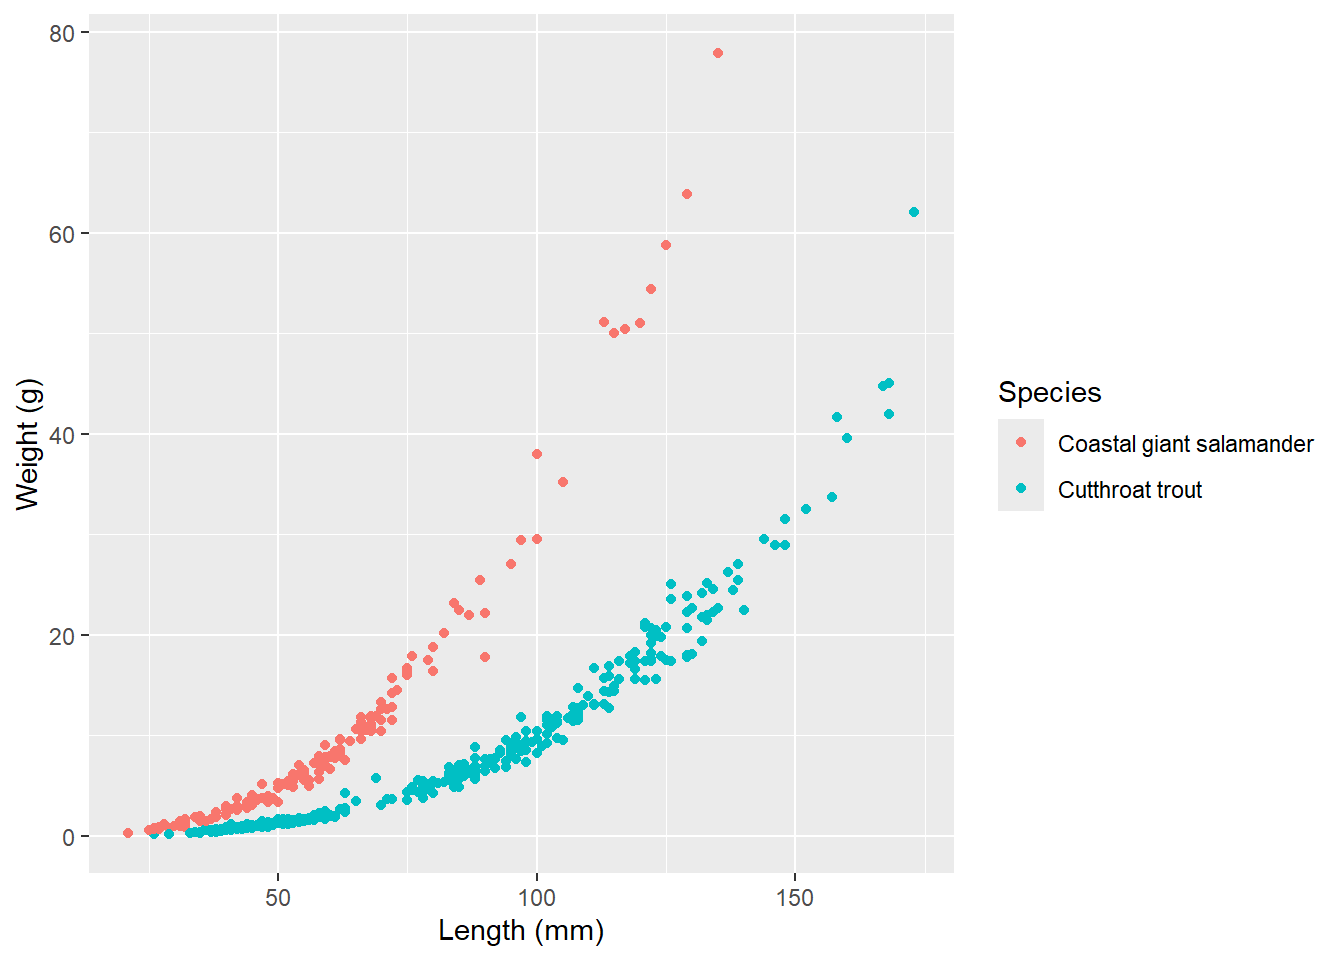 80
60
40
20
0
Weight (g)
50 100 150
Length (mm)
Species
Coastal giant salamander
Cutthroat trout